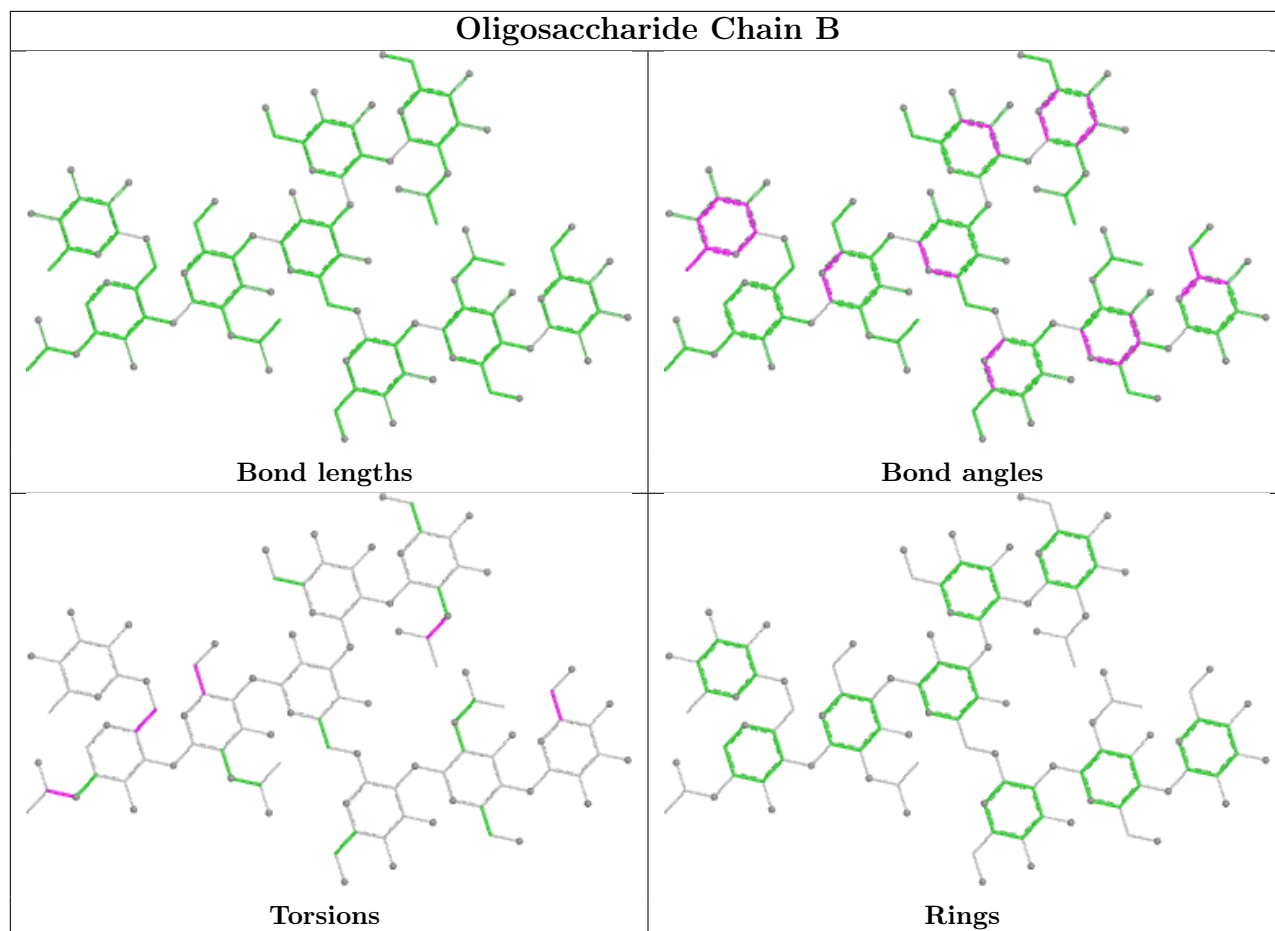 Oligosaccharide Chain B
Bond lengths
Bond angles
Torsions
Rings